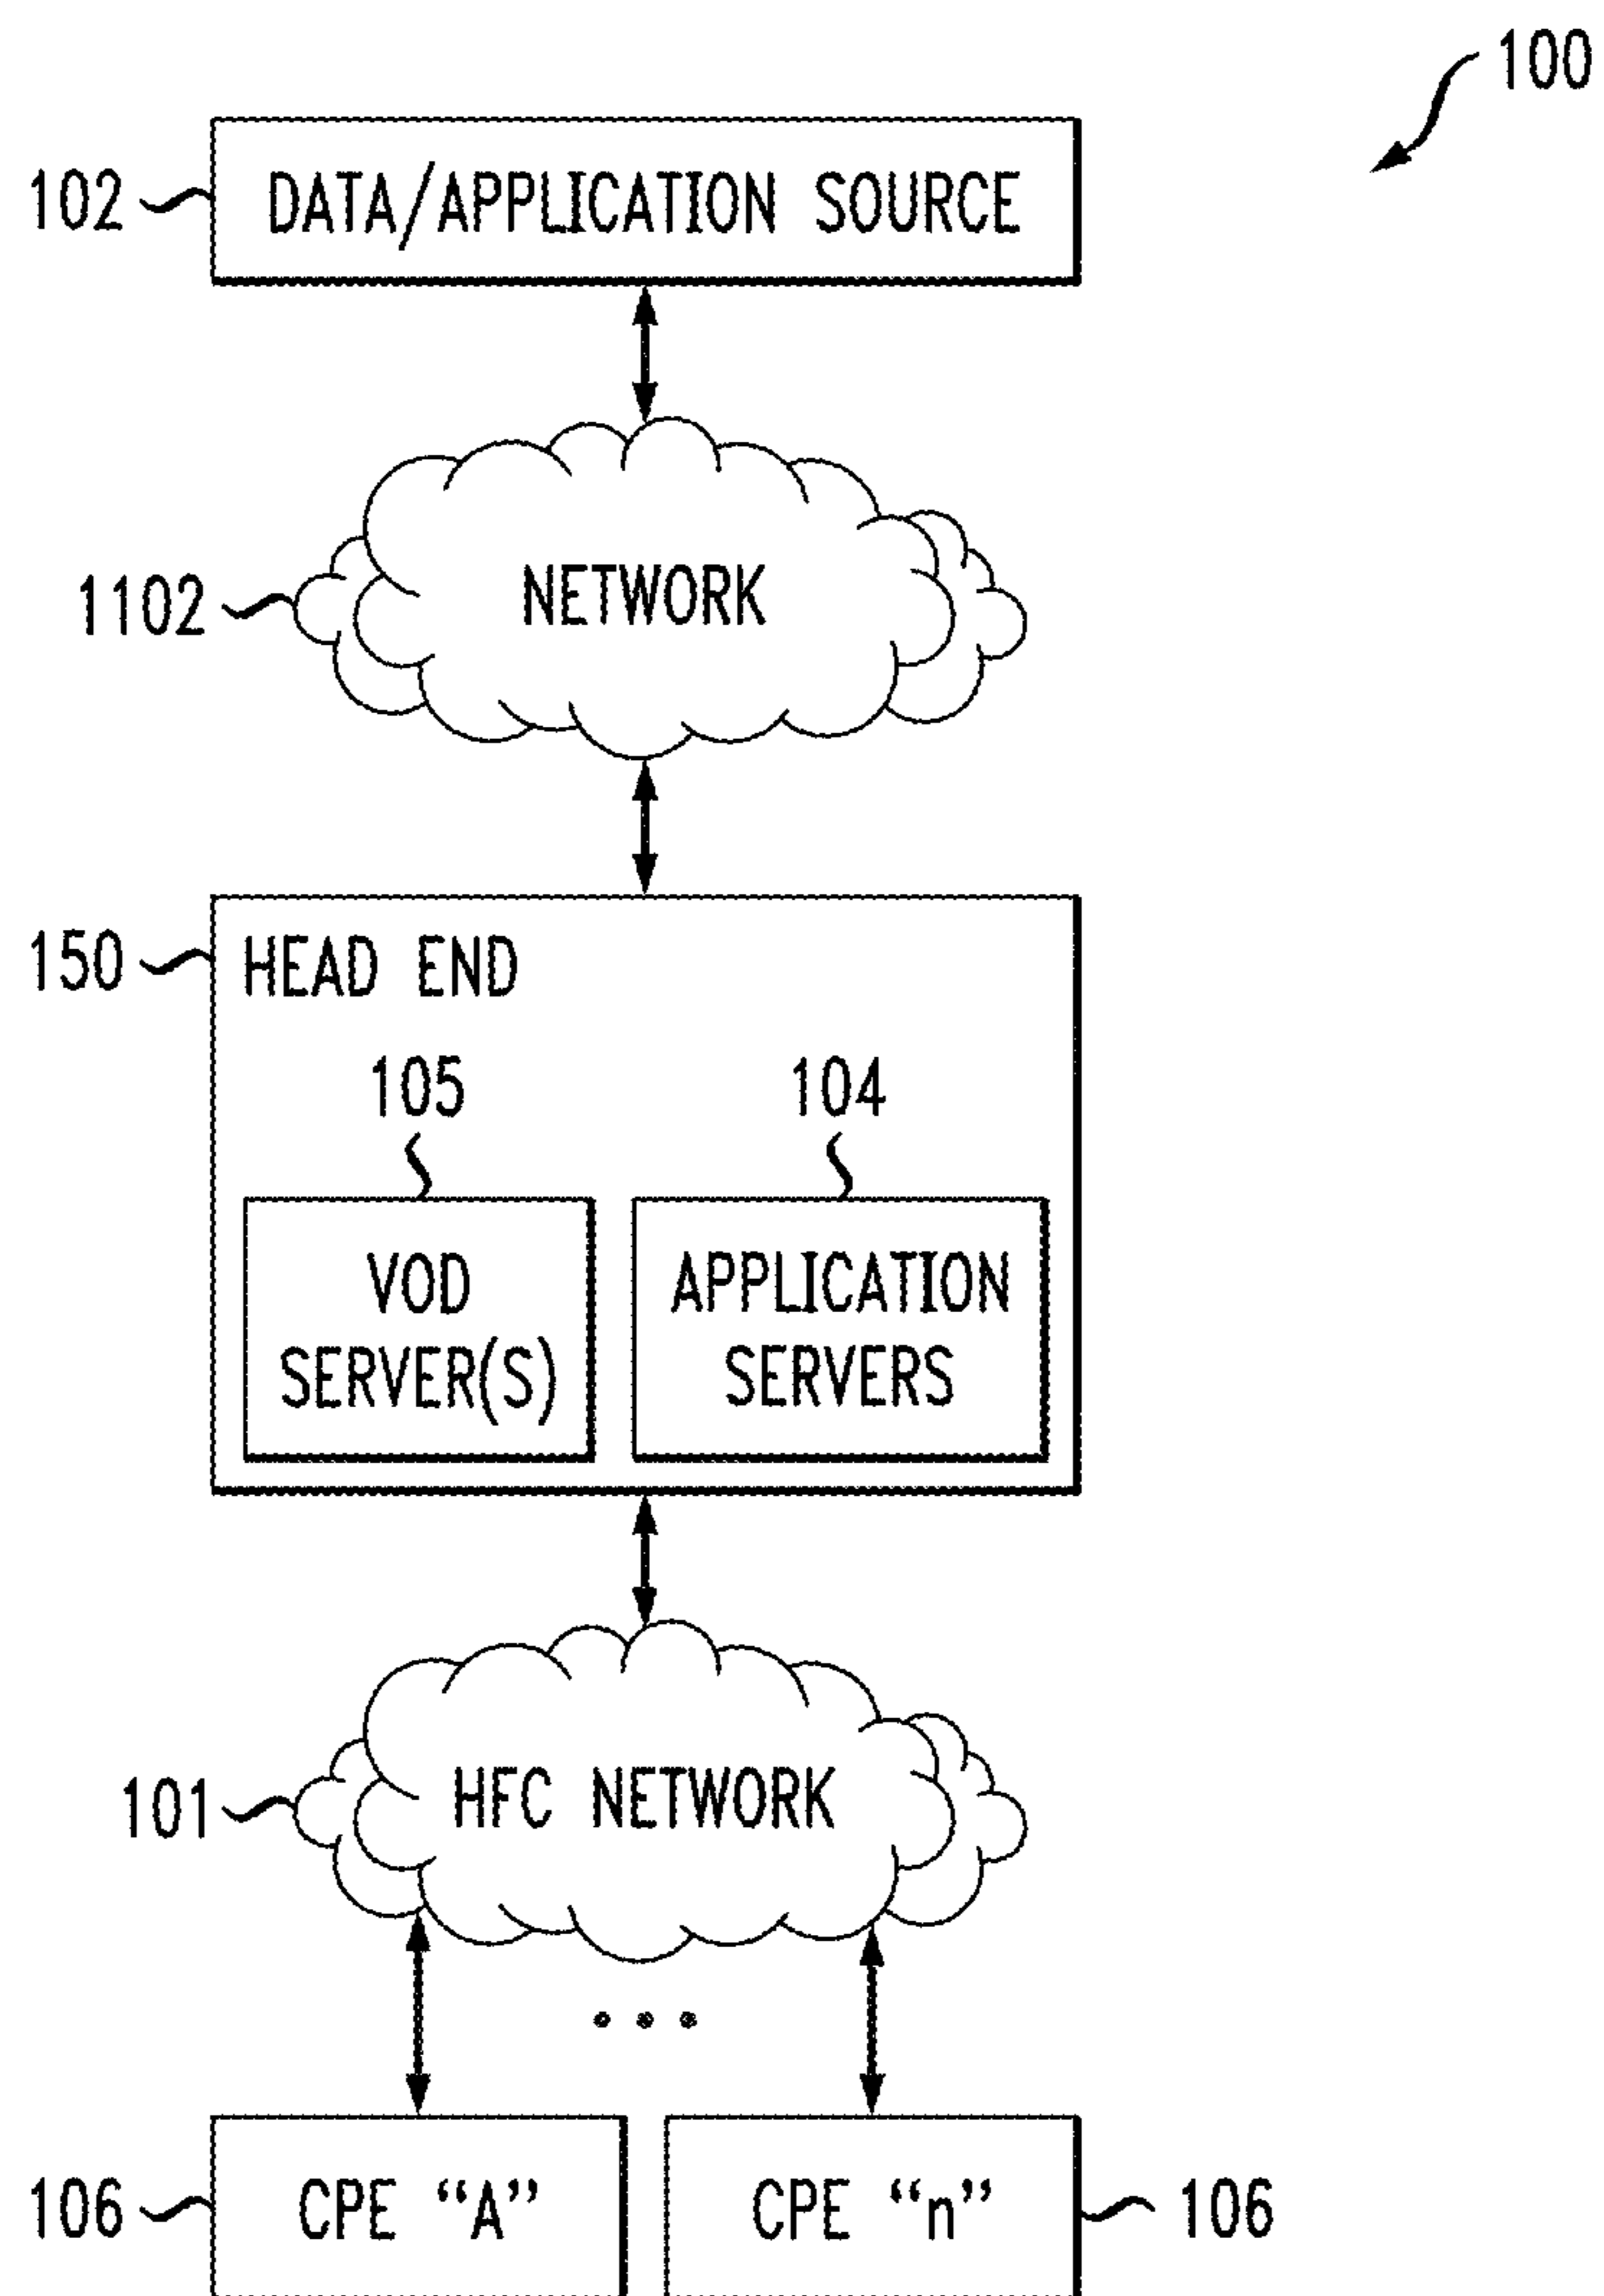 100
102
DATA/APPLICATION SOURCE
1102
NETWORK
150
HEAD END
105
104
VOD
SERVER(S)
APPLICATION
SERVERS
101
HFC NETWORK
106
CPE “A”
CPE “n”
106